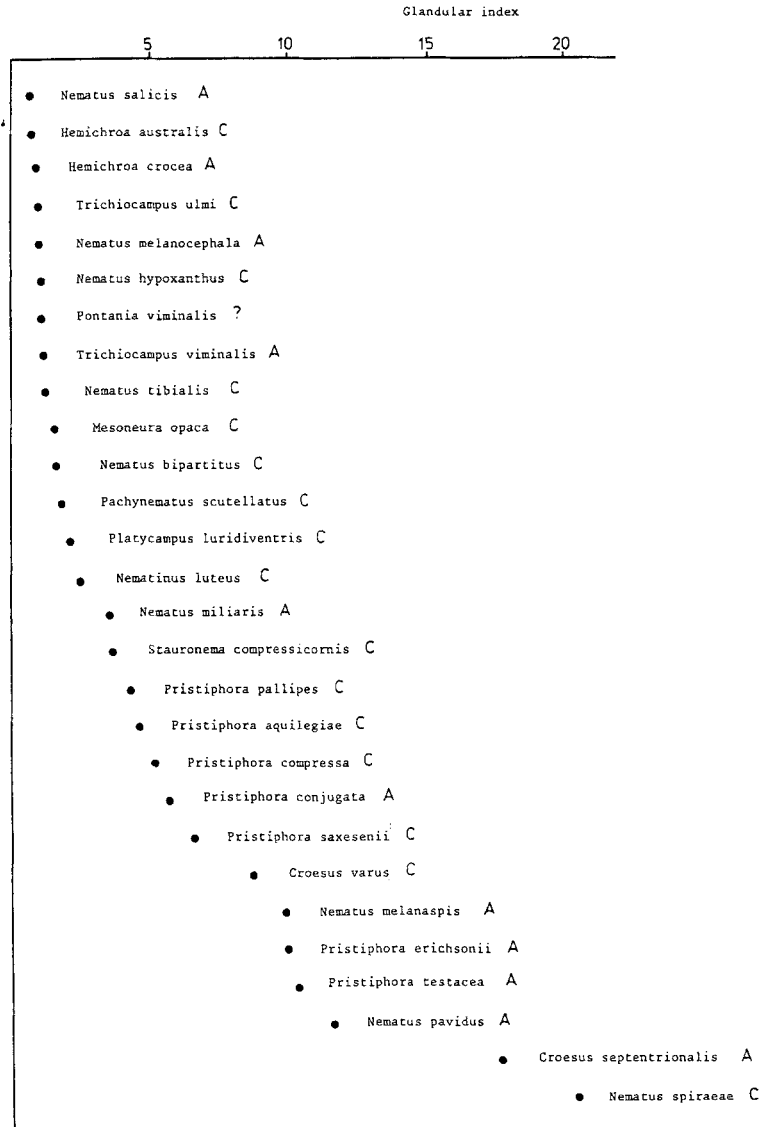 Glandular index
5 10 15 20
Nematus salicis A
Hemichroa australis C
Hemichroa crocea A
Trichiocampus ulmi C
Nematus melanocephala A
Nematus hypoxanthus C
Pontania viminalis ?
Trichiocampus viminalis A
Nematus tibialis C
Mesoneura opaca C
Nematus bipartitus C
Pachynematus scutellatus C
Platycampus luridiventris C
Nematinus luteus C
Nematus miliaris A
Stauronema compressicornis C
Pristiphora pallipes C
Pristiphora aquilegiae C
Pristiphora compressa C
Pristiphora conjugata A
Pristiphora saxesenii C
Croesus varus C
Nematus melanaspis A
Pristiphora erichsonii A
Pristiphora testacea A
Nematus pavidus A
Croesus septentrionalis A
Nematus spiraeae C